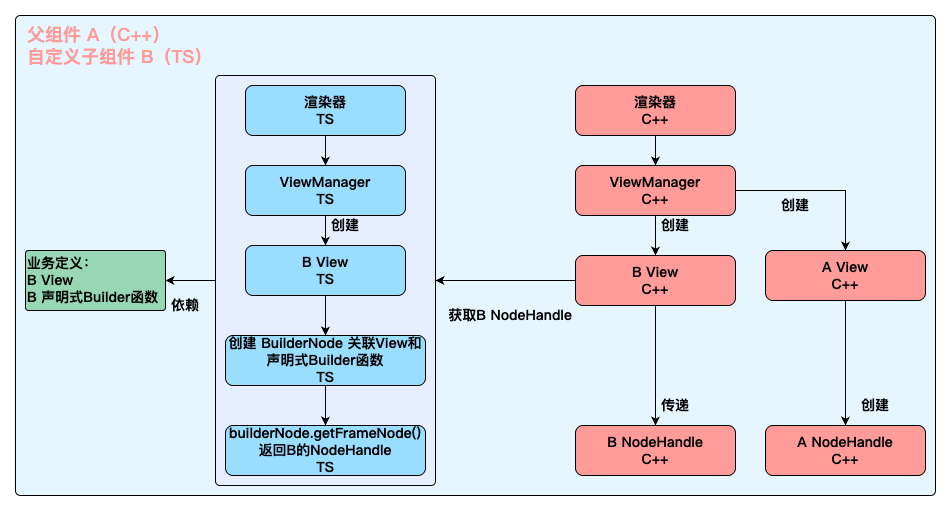 父组件 A（C++）
自定义子组件 B（TS）
渲染器
TS
ViewManager
TS
创建
B View
TS
创建 BuilderNode 关联View和
声明式Builder函数
TS
builderNode.getFrameNode()
返回B的NodeHandle
TS
业务定义：
B View
B 声明式Builder函数
依赖
渲染器
C++
ViewManager
C++
创建
创建
B View
C++
A View
C++
获取B NodeHandle
传递
创建
B NodeHandle
C++
A NodeHandle
C++